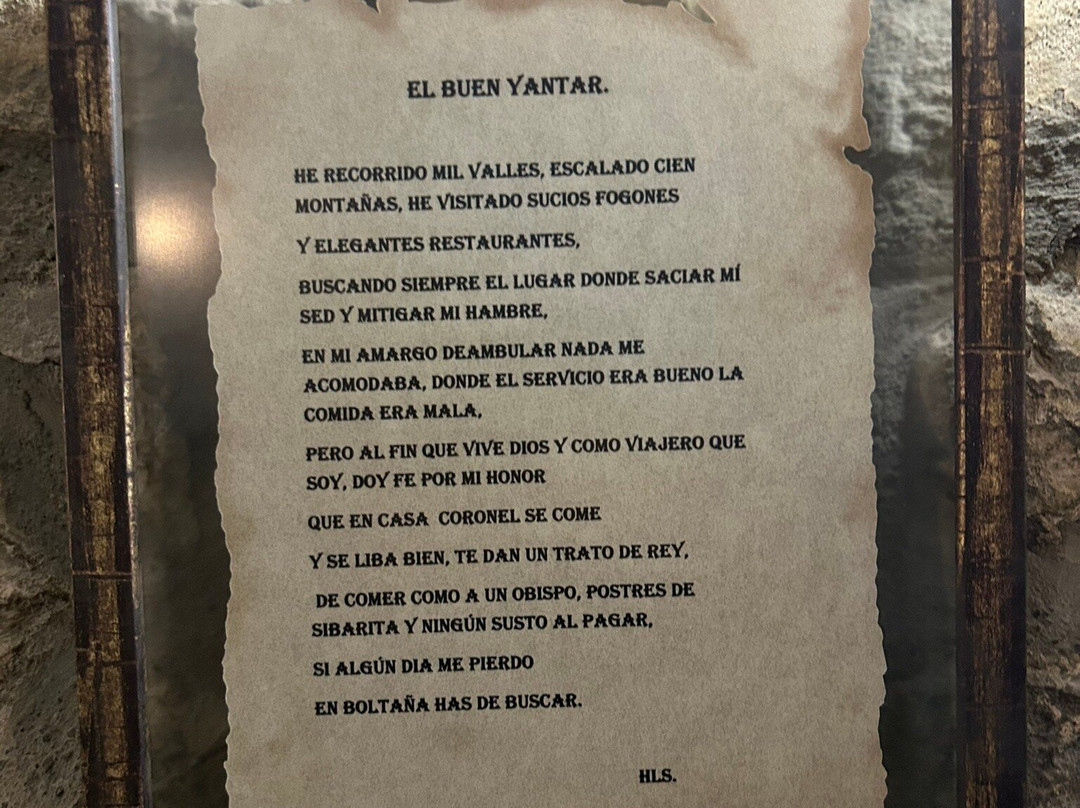 EL BUEN YANTAR.
HE RECORRIDO MIL VALLES, ESCALADO CIEN
MONTAÑAS, HE VISITADO SUCIOS FOGONES
Y ELEGANTES RESTAURANTES,
BUSCANDO SIEMPRE EL LUGAR DONDE SACIAR MÍ
SED Y MITIGAR MI HAMBRE,
EN MI AMARGO DEAMBULAR NADA ME
ACOMODABA, DONDE EL SERVICIO ERA BUENO LA
COMIDA ERA MALA,
PERO AL FIN QUE VIVE DIOS Y COMO VIAJERO QUE
SOY, DOY FE POR MI HONOR
QUE EN CASA CORONEL SE COME
Y SE LIBA BIEN, TE DAN UN TRATO DE REY,
DE COMER COMO A UN OBISPO, POSTRES DE
SIBARITA Y NINGÚN SUSTO AL PAGAR,
SI ALGÚN DIA ME PIERDO
EN BOLTAÑA HAS DE BUSCAR.
HLS.